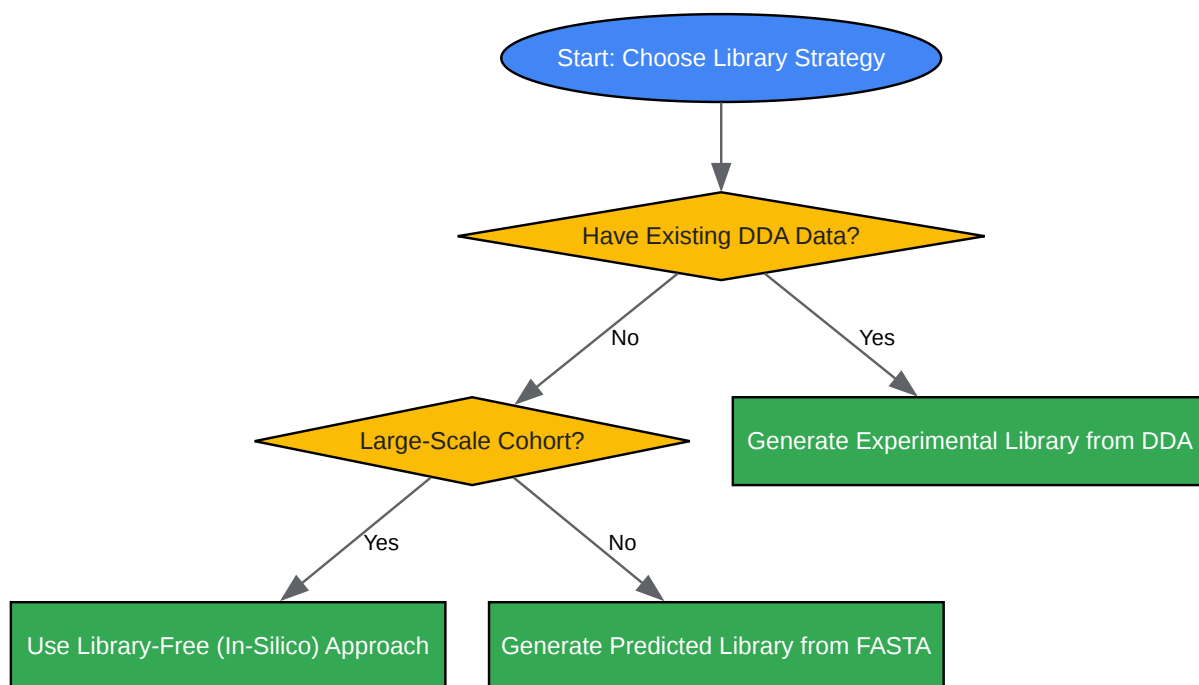 Start: Choose Library Strategy
Have Existing DDA Data?
No
Yes
Large-Scale Cohort?
Generate Experimental Library from DDA
Yes
No
Use Library-Free (In-Silico) Approach
Generate Predicted Library from FASTA